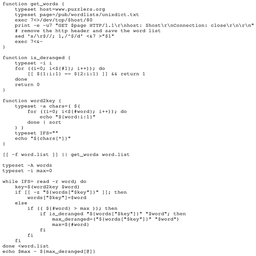 function get_words {
    typeset host=www.puzzlers.org
    typeset page=/pub/wordlists/unixdict.txt
    exec 7<>/dev/tcp/$host/80
    print -e -u7 "GET $page HTTP/1.1\r\nhost: $host\r\nConnection: close\r\n\r\n"
    # remove the http header and save the word list
    sed 's/\r$//; 1,/^$/d' <&7 >"$1"
    exec 7<&-
}
function is_deranged {
    typeset -i i
    for ((i=0; i<${#1}; i++)); do
        [[ ${1:i:1} == ${2:i:1} ]] && return 1
    done
    return 0
}
function word2key {
    typeset -a chars=( $(
        for ((i=0; i<${#word}; i++)); do
            echo "${word:i:1}"
        done | sort
    ) )
    typeset IFS=""
    echo "${chars[*]}"
}
[[ -f word.list ]] || get_words word.list
typeset -A words
typeset -i max=0
while IFS= read -r word; do
    key=$(word2key $word)
    if [[ -z "${words["$key"]}" ]]; then
        words["$key"]=$word
    else
        if (( ${#word} > max )); then
            if is_deranged "${words["$key"]}" "$word"; then
                max_deranged=("${words["$key"]}" "$word")
                max=${#word}
            fi
        fi
    fi
done <word.list
echo $max - ${max_deranged[@]}